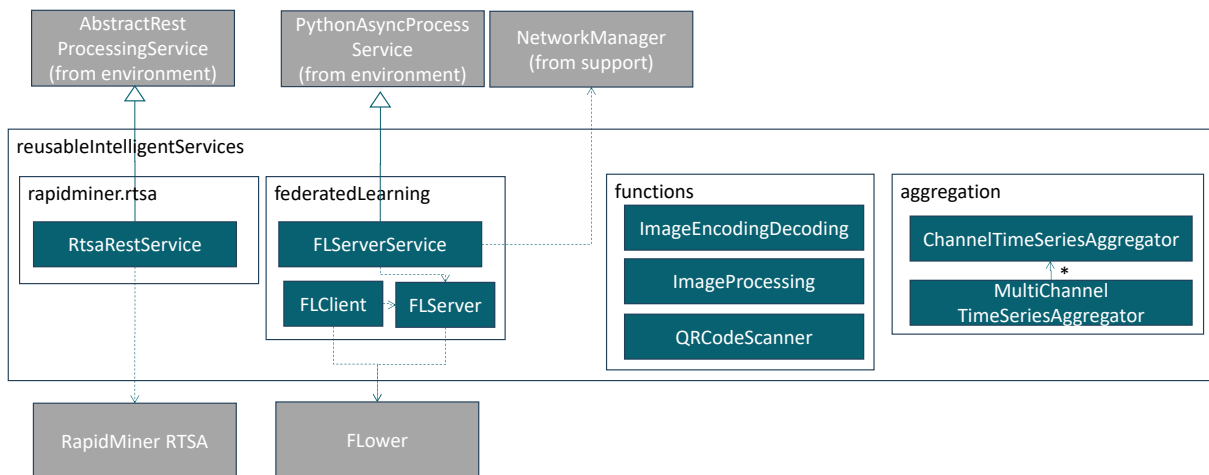 AbstractRest
ProcessingService
(from environment)
PythonAsyncProcess
Service
(from environment)
NetworkManager
(from support)
reusableIntelligentServices
rapidminer.rtsa
RtsaRestService
federatedLearning
FLServerService
FLClient
FLServer
functions
ImageEncodingDecoding
ImageProcessing
QRCodeScanner
aggregation
ChannelTimeSeriesAggregator
*
MultiChannel
TimeSeriesAggregator
RapidMiner RTSA
FLower